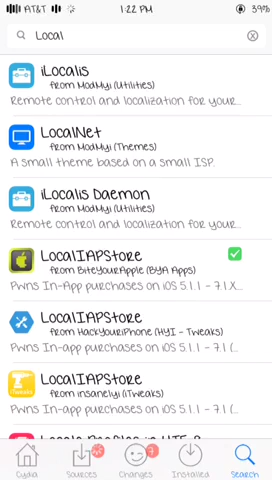 AT&T
1:22 PM
39%
Local
iLocalis
from ModMyi (Utilities)
Remote control and localization for your...
LocalNet
from ModMyi (Themes)
A small theme based on a small ISP
iLocalis Daemon
from ModMyi (Utilities)
Remote control and localization for your...
LocalIAPStore
from BiteyourApple (BYA Apps)
Pwns In-App purchases on iOS 5.1.1 - 7.1.X...
LocalIAPStore
from HackyouriPhone (HYI - Tweaks)
Pwns In-app purchases on iOS 5.1.1 - 7.1 (...
LocalIAPStore
from insanelyi (iTweaks)
Pwns In-app purchases on iOS 5.1.1 - 7.1 (...
Cydia
Sources
Changes
7
Installed
Search